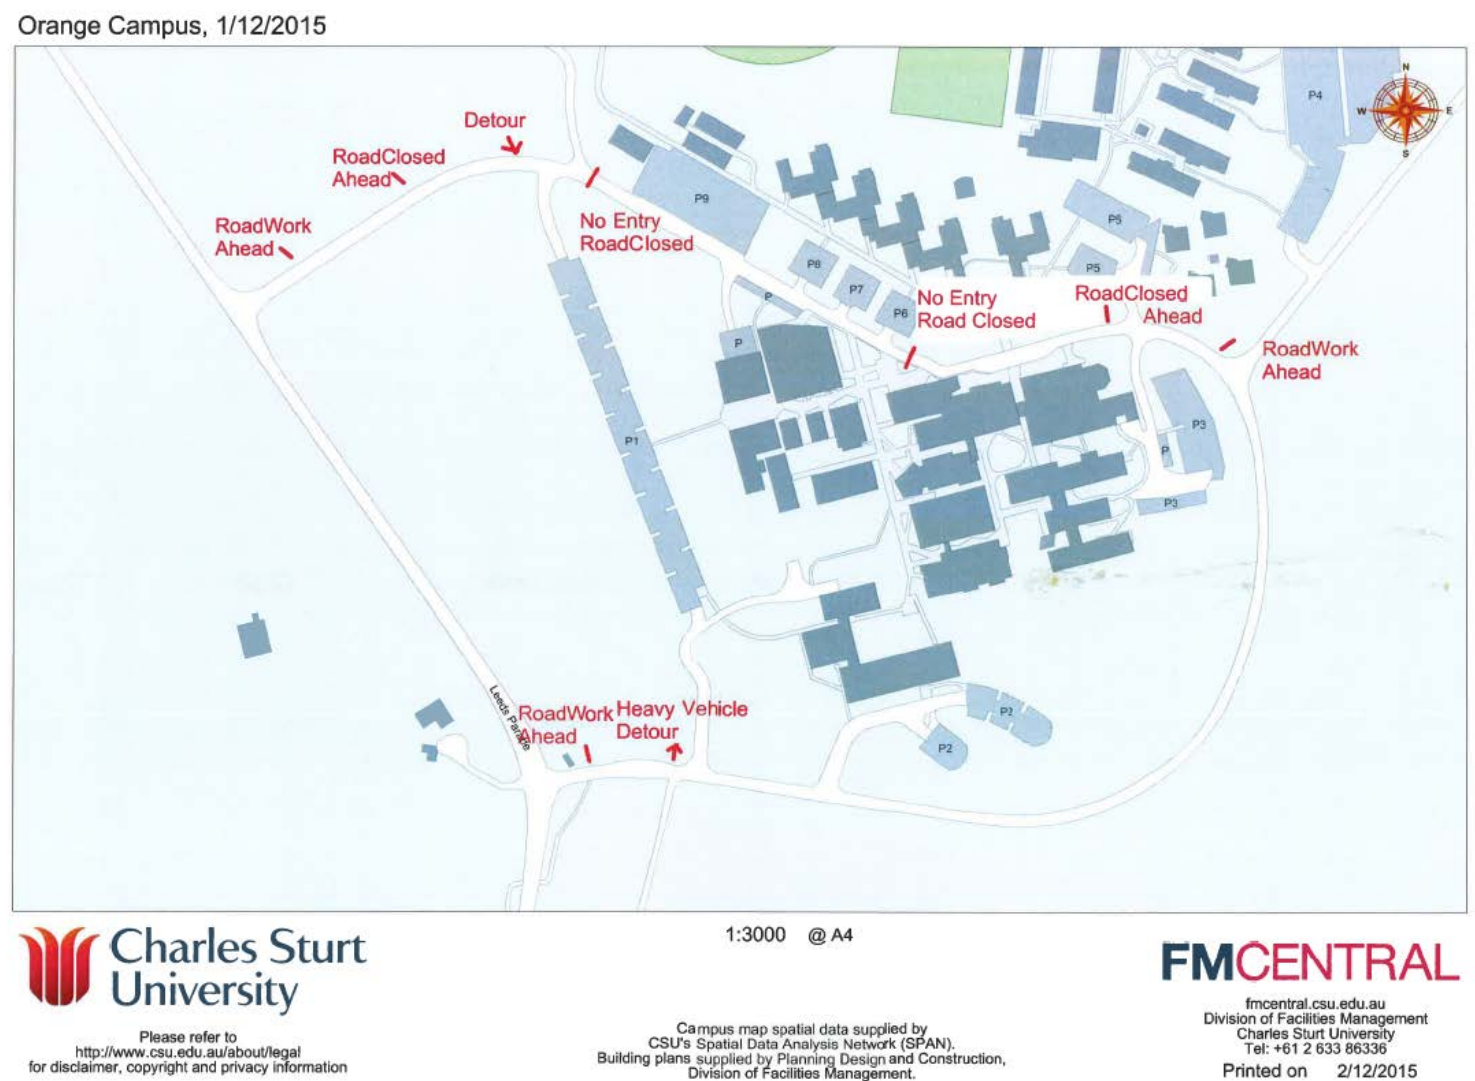 Orange Campus, 1/12/2015
N
W
E
S
P4
Detour
RoadClosed
Ahead
P9
P5
RoadWork
Ahead
No Entry
RoadClosed
P8
P5
P7
P
P6
No Entry
Road Closed
RoadClosed
Ahead
P
RoadWork
Ahead
P1
P3
P
P3
Leeds Parade
RoadWork
Ahead
Heavy Vehicle
Detour
P2
P2
Charles Sturt
University
Please refer to
http://www.csu.edu.au/about/legal
for disclaimer, copyright and privacy information
1:3000 @ A4
Campus map spatial data supplied by
CSU's Spatial Data Analysis Network (SPAN).
Building plans supplied by Planning Design and Construction,
Division of Facilities Management.
FMCENTRAL
fmcentral.csu.edu.au
Division of Facilities Management
Charles Sturt University
Tel: +61 2 633 86336
Printed on 2/12/2015